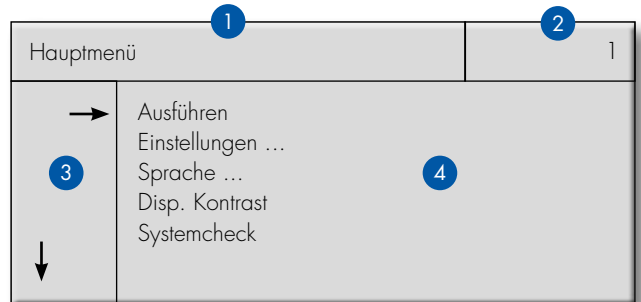 1 2
Hauptmenü 1
Ausführen
Einstellungen …
3 Sprache … 4
Disp. Kontrast
Systemcheck